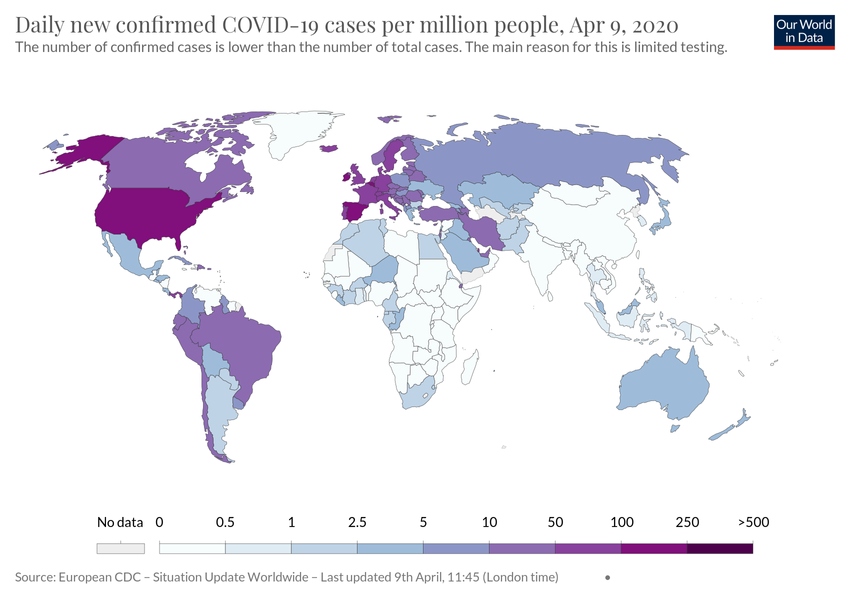 Daily new confirmed COVID-19 cases per million people, Apr 9, 2020
The number of confirmed cases is lower than the number of total cases. The main reason for this is limited testing.
Our World
in Data
No data 0 0.5 1 2.5 5 10 50 100 250 >500
Source: European CDC – Situation Update Worldwide – Last updated 9th April, 11:45 (London time)